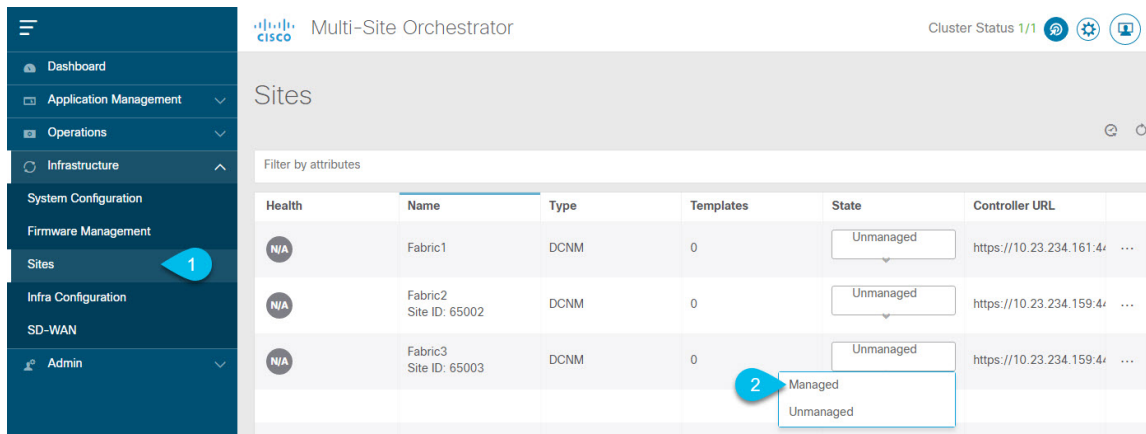 cisco
Multi-Site Orchestrator
Cluster Status 1/1
Dashboard
Application Management
Operations
Infrastructure
System Configuration
Firmware Management
Sites
1
Infra Configuration
SD-WAN
Admin
Sites
Filter by attributes
Health Name Type Templates State Controller URL
N/A Fabric1 DCNM 0 Unmanaged https://10.23.234.161:44 ...
N/A Fabric2 DCNM 0 Unmanaged https://10.23.234.159:44 ...
Site ID: 65002
N/A Fabric3 DCNM 0 Unmanaged https://10.23.234.159:44 ...
Site ID: 65003
2 Managed
Unmanaged